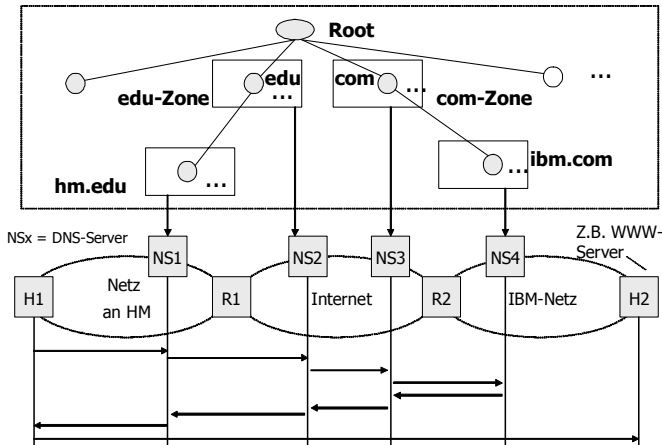 Root
...
edu-Zone
edu
...
com
...
com-Zone
hm.edu
...
...
ibm.com
NSx = DNS-Server
NS1
NS2
NS3
NS4
Z.B. WWW-
Server
H1
Netz
an HM
R1
Internet
R2
IBM-Netz
H2